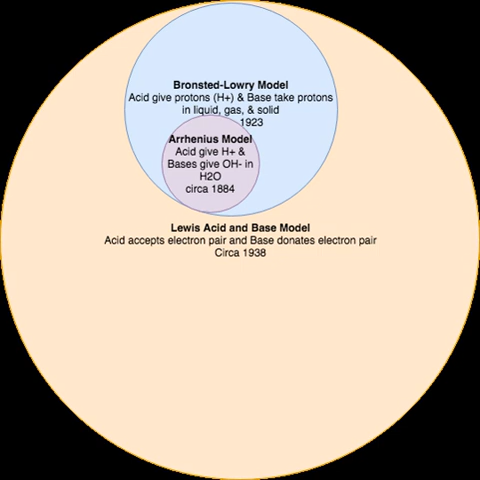 Bronsted-Lowry Model
Acid give protons (H+) & Base take protons
in liquid, gas, & solid
1923
Arrhenius Model
Acid give H+ &
Bases give OH- in
H2O
circa 1884
Lewis Acid and Base Model
Acid accepts electron pair and Base donates electron pair
Circa 1938